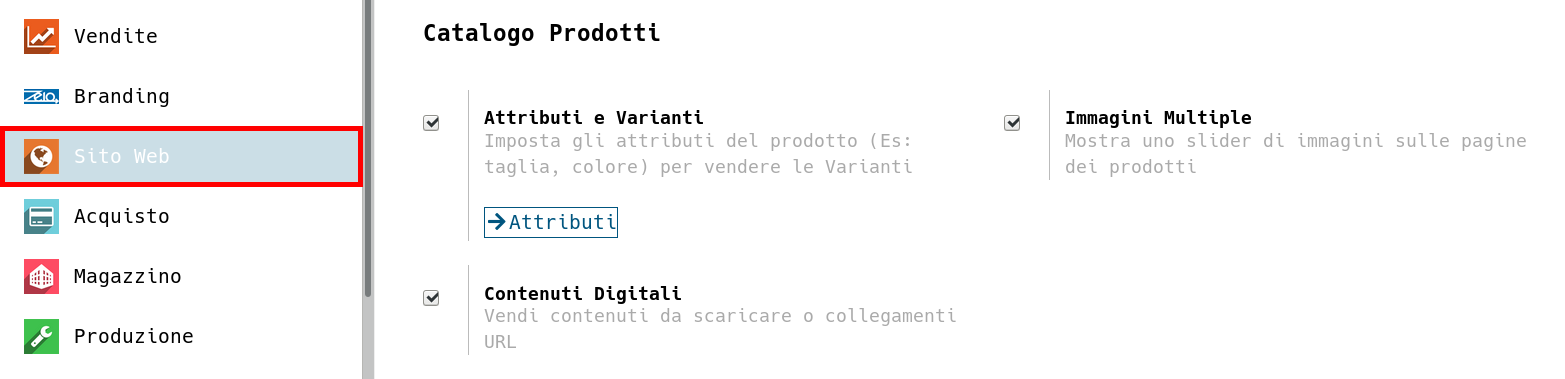 Vendite
Branding
Sito Web
Acquisto
Magazzino
Produzione
Catalogo Prodotti
Attributi e Varianti
Imposta gli attributi del prodotto (Es:
taglia, colore) per vendere le Varianti
Attributi
Immagini Multiple
Mostra uno slider di immagini sulle pagine
dei prodotti
Contenuti Digitali
Vendi contenuti da scaricare o collegamenti
URL